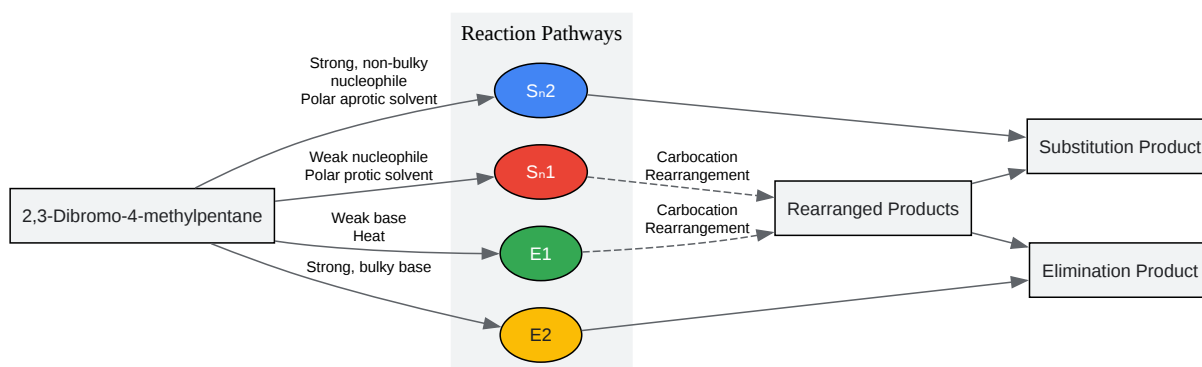 Reaction Pathways
Strong, non-bulky
nucleophile
Polar aprotic solvent
Sₙ2
Weak nucleophile
Polar protic solvent
Sₙ1
Carbocation
Rearrangement
Substitution Product
2,3-Dibromo-4-methylpentane
Weak base
Heat
E1
Carbocation
Rearrangement
Rearranged Products
Strong, bulky base
E2
Elimination Product